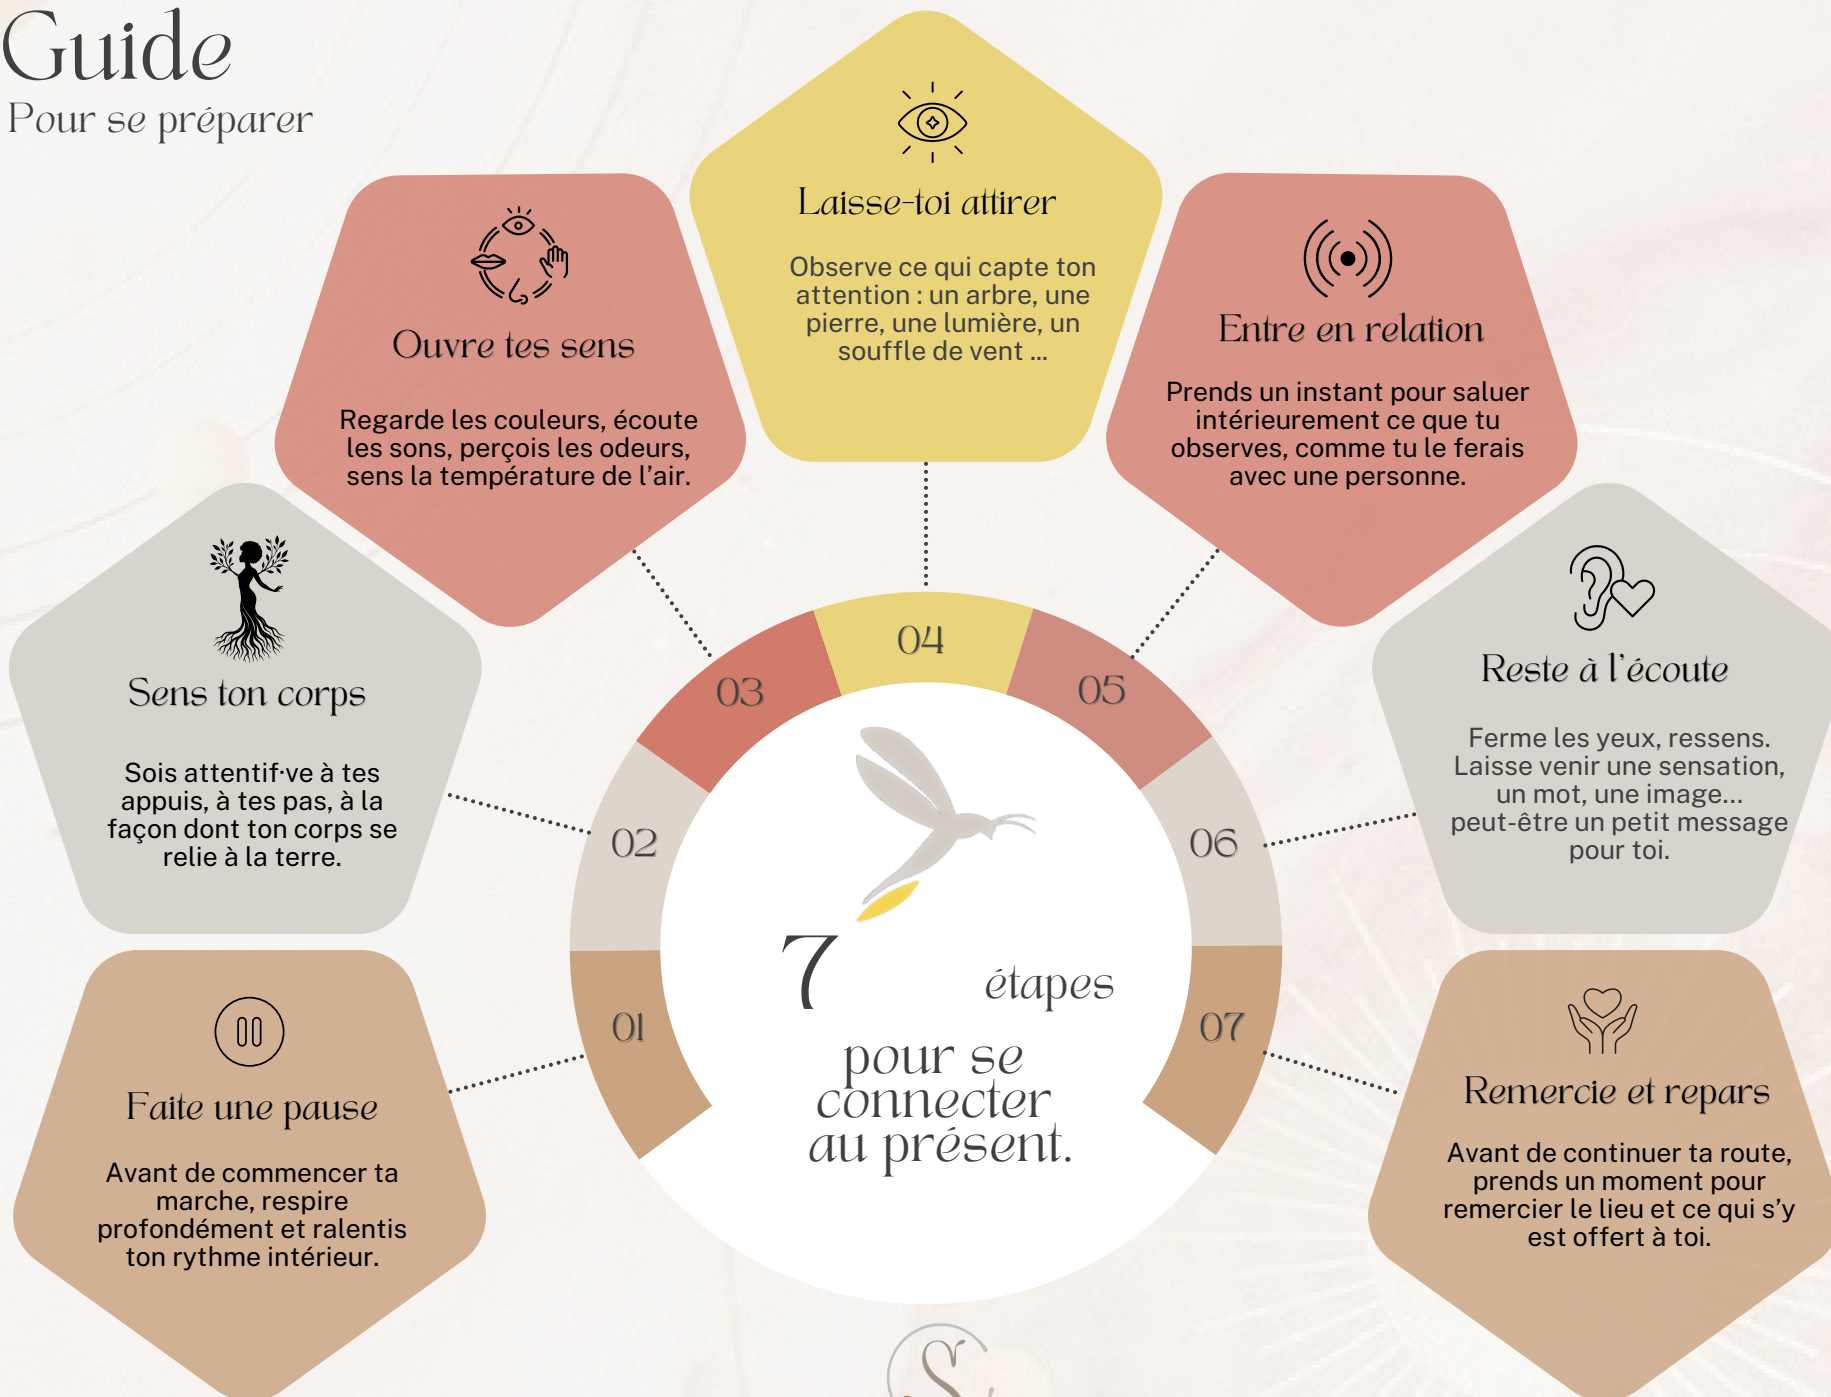 Guide
Pour se préparer
01
Faite une pause
Avant de commencer ta
marche, respire
profondément et ralentis
ton rythme intérieur.
02
Sens ton corps
Sois attentif·ve à tes
appuis, à tes pas, à la
façon dont ton corps se
relie à la terre.
03
Ouvre tes sens
Regarde les couleurs, écoute
les sons, perçois les odeurs,
sens la température de l’air.
04
Laisse-toi attirer
Observe ce qui capte ton
attention : un arbre, une
pierre, une lumière, un
souffle de vent ...
05
Entre en relation
Prends un instant pour saluer
intérieurement ce que tu
observes, comme tu le ferais
avec une personne.
06
Reste à l’écoute
Ferme les yeux, ressens.
Laisse venir une sensation,
un mot, une image...
peut-être un petit message
pour toi.
07
Remercie et repars
Avant de continuer ta route,
prends un moment pour
remercier le lieu et ce qui s’y
est offert à toi.
7 étapes
pour se
connecter
au présent.
S